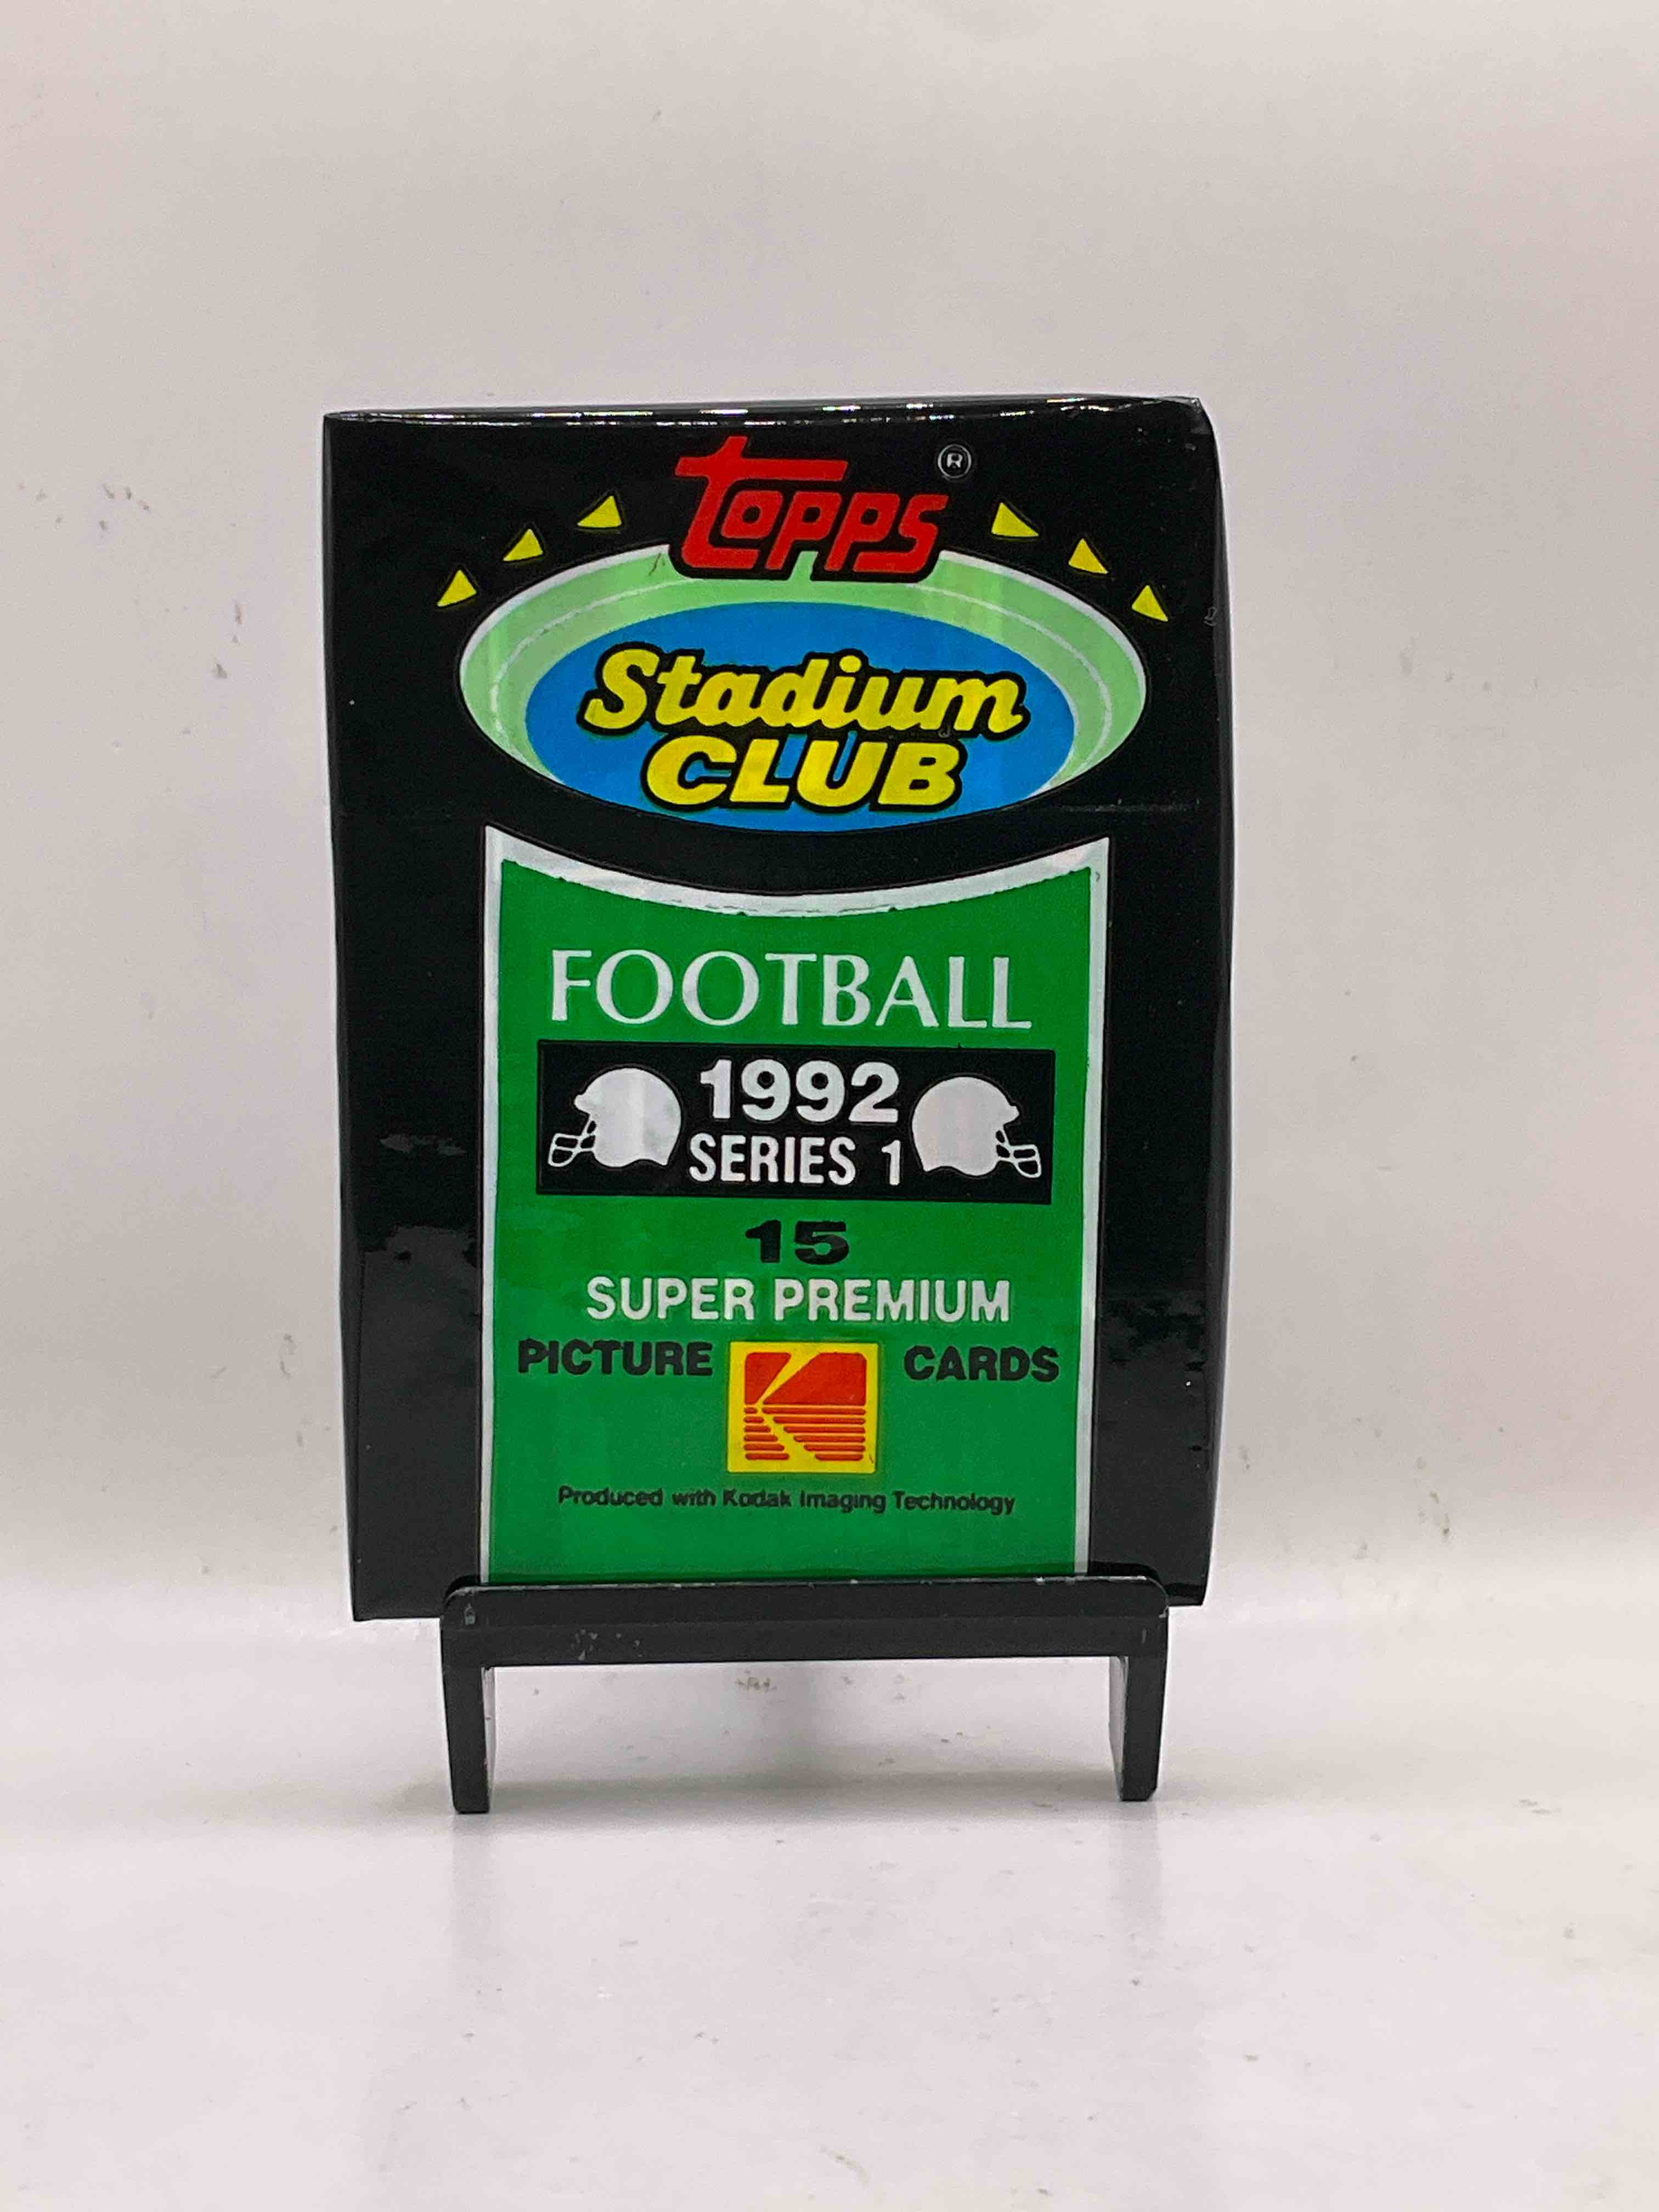 topps ®
Stadium
CLUB
FOOTBALL
1992
SERIES 1
15
SUPER PREMIUM
PICTURE K CARDS
Produced with Kodak Imaging Technology